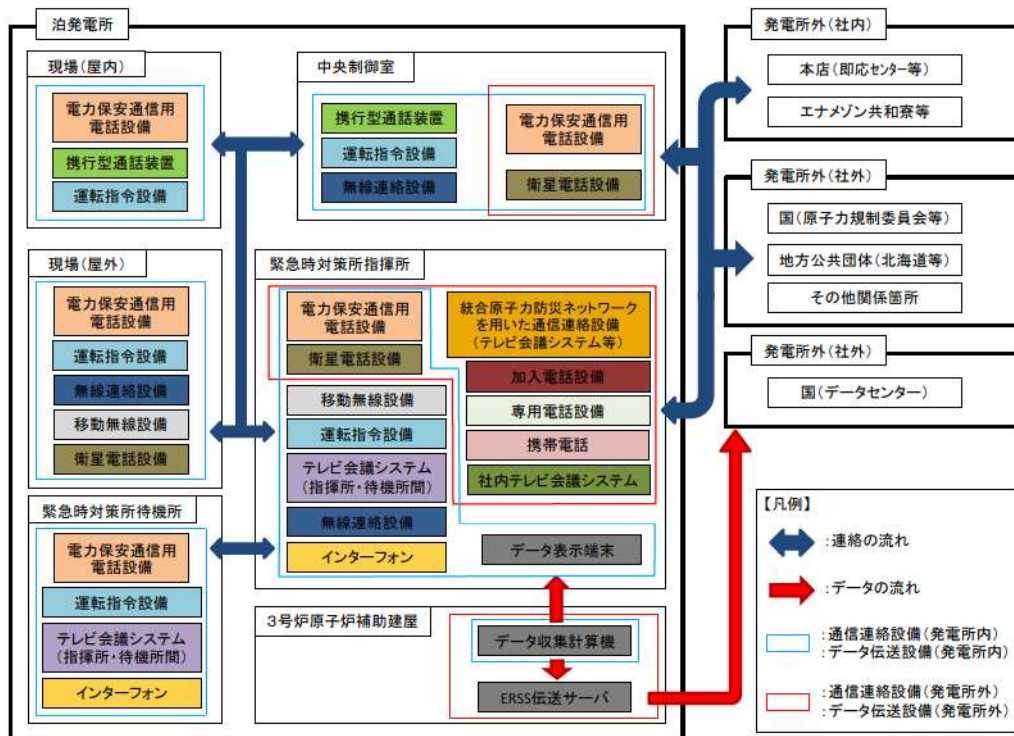 泊発電所
現場(屋内)
電力保安通信用
電話設備
携行型通話装置
運転指令設備
中央制御室
携行型通話装置
運転指令設備
無線連絡設備
電力保安通信用
電話設備
衛星電話設備
現場(屋外)
電力保安通信用
電話設備
運転指令設備
無線連絡設備
移動無線設備
衛星電話設備
緊急時対策所指揮所
電力保安通信用
電話設備
衛星電話設備
移動無線設備
運転指令設備
テレビ会議システム
(指揮所・待機所間)
無線連絡設備
インターフォン
統合原子力防災ネットワーク
を用いた通信連絡設備
(テレビ会議システム等)
加入電話設備
専用電話設備
携帯電話
社内テレビ会議システム
データ表示端末
緊急時対策所待機所
電力保安通信用
電話設備
運転指令設備
テレビ会議システム
(指揮所・待機所間)
インターフォン
3号炉原子炉補助建屋
データ収集計算機
ERSS伝送サーバ
発電所外(社内)
本店(即応センター等)
エナメゾン共和寮等
発電所外(社外)
国(原子力規制委員会等)
地方公共団体(北海道等)
その他関係箇所
発電所外(社外)
国(データセンター)
【凡例】
:連絡の流れ
:データの流れ
:通信連絡設備(発電所内)
:データ伝送設備(発電所内)
:通信連絡設備(発電所外)
:データ伝送設備(発電所外)